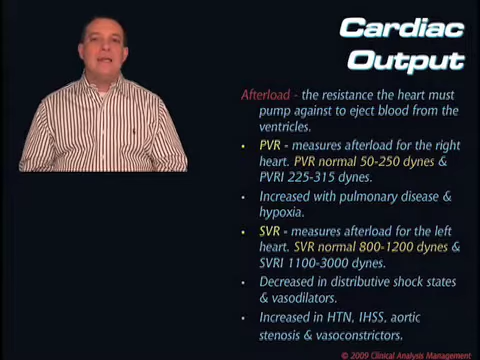 Cardiac
Output
Afterload - the resistance the heart must
pump against to eject blood from the
ventricles.
• PVR - measures afterload for the right
heart. PVR normal 50-250 dynes &
PVRI 225-315 dynes.
• Increased with pulmonary disease &
hypoxia.
• SVR - measures afterload for the left
heart. SVR normal 800-1200 dynes &
SVRI 1100-3000 dynes.
• Decreased in distributive shock states
& vasodilators.
• Increased in HTN, IHSS, aortic
stenosis & vasoconstrictors.
© 2009 Clinical Analysis Management